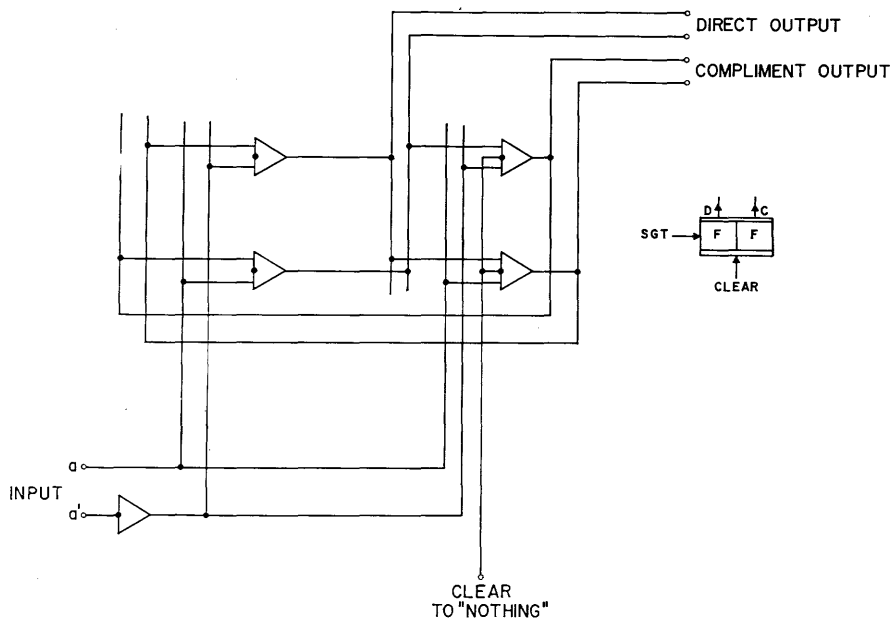 DIRECT OUTPUT
COMPLIMENT OUTPUT
D C
SGT F F
CLEAR
a
INPUT
a'
CLEAR
TO "NOTHING"